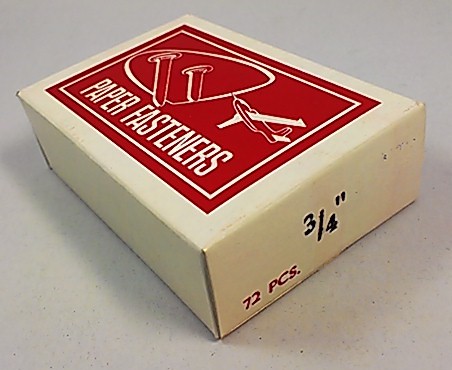 PAPER FASTENERS
3/4"
72 PCS.